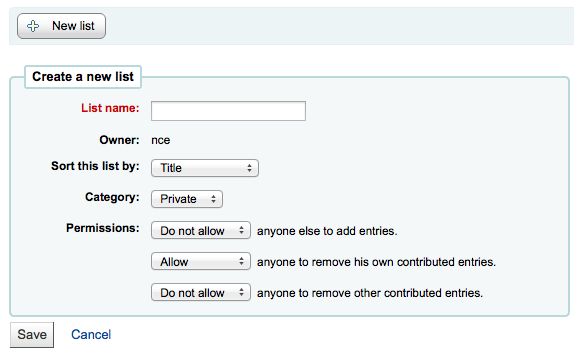 New list
Create a new list
List name:
Owner: nce
Sort this list by: Title
Category: Private
Permissions: Do not allow anyone else to add entries.
Allow anyone to remove his own contributed entries.
Do not allow anyone to remove other contributed entries.
Save Cancel